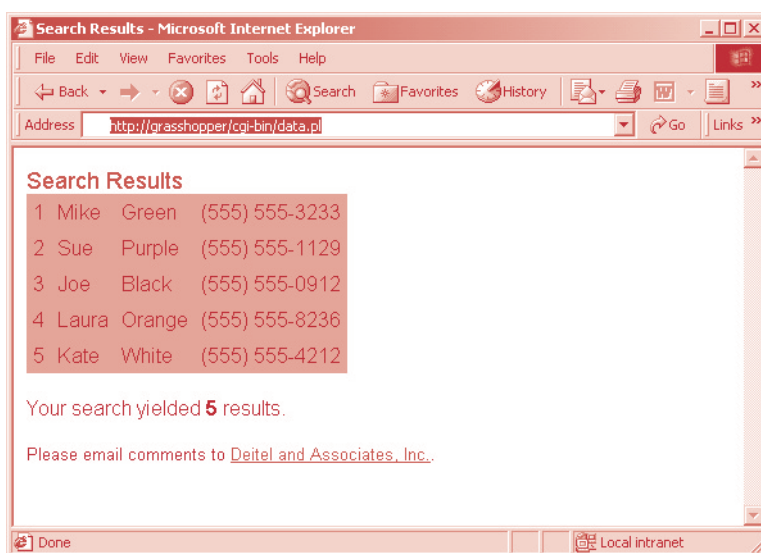 Search Results - Microsoft Internet Explorer
File Edit View Favorites Tools Help
Back Search Favorites History W »
Address http://grasshopper/cgi-bin/data.pl Go Links »
Search Results
1 Mike Green (555) 555-3233
2 Sue Purple (555) 555-1129
3 Joe Black (555) 555-0912
4 Laura Orange (555) 555-8236
5 Kate White (555) 555-4212
Your search yielded 5 results.
Please email comments to Deitel and Associates, Inc..
Done Local intranet